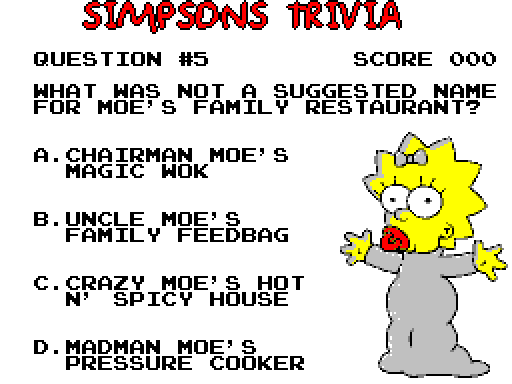 SIMPSONS TRIVIA
QUESTION #5 SCORE 000
WHAT WAS NOT A SUGGESTED NAME
FOR MOE'S FAMILY RESTAURANT?
A.CHAIRMAN MOE'S
MAGIC WOK
B.UNCLE MOE'S
FAMILY FEEDBAG
C.CRAZY MOE'S HOT
N' SPICY HOUSE
D.MADMAN MOE'S
PRESSURE COOKER